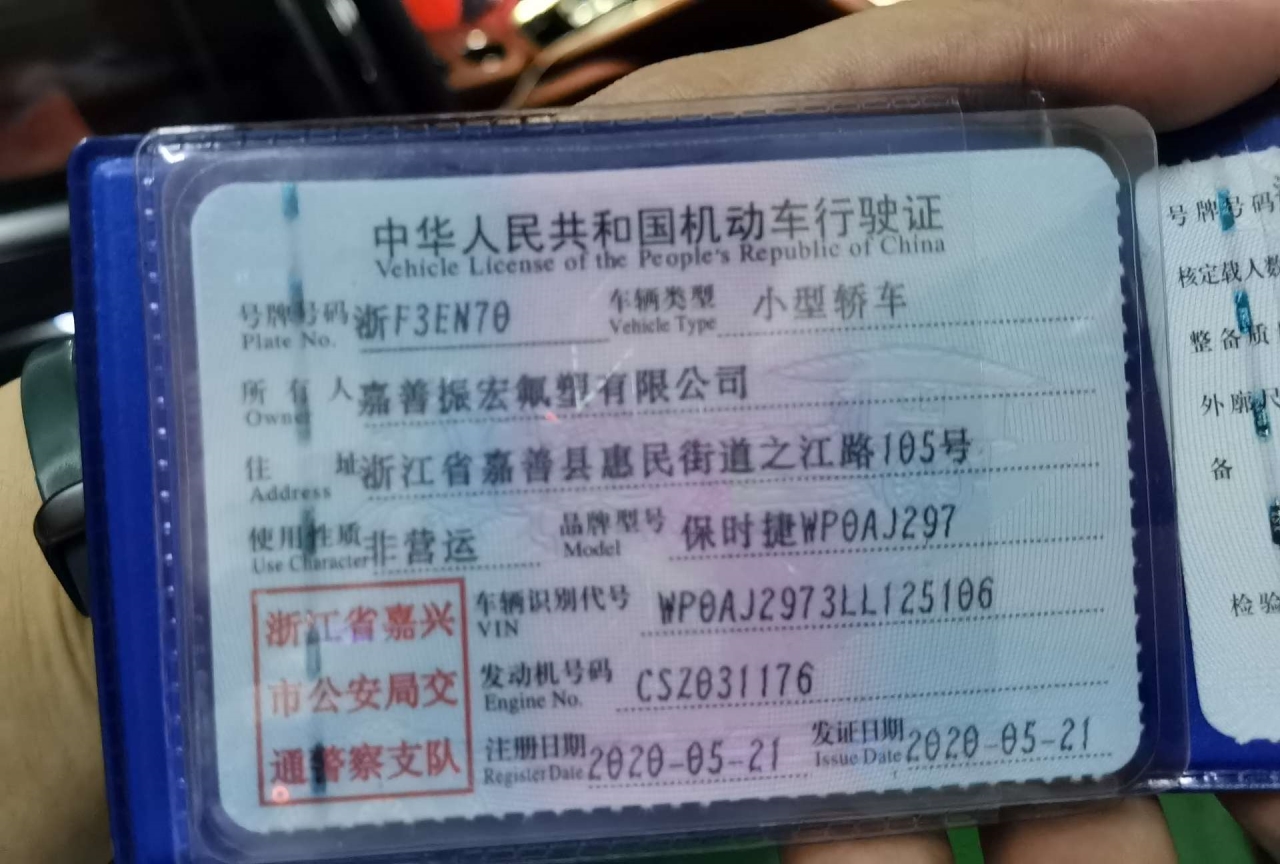 中华人民共和国机动车行驶证
Vehicle License of the People's Republic of China
号牌号码 浙F3EN70 车辆类型 小型轿车
Plate No. Vehicle Type
所有人 嘉善振宏氟塑有限公司
Owner
住址 浙江省嘉善县惠民街道之江路105号
Address
使用性质 非营运 品牌型号 保时捷WP0AJ297
Use Character Model
浙江省嘉兴
市公安局交
通警察支队
车辆识别代号 WP0AJ2973LL125106
VIN
发动机号码 CSZ031176
Engine No.
注册日期 2020-05-21 发证日期 2020-05-21
Register Date Issue Date
号牌号码
核定载人数
整备质
外廓尺
备
检验